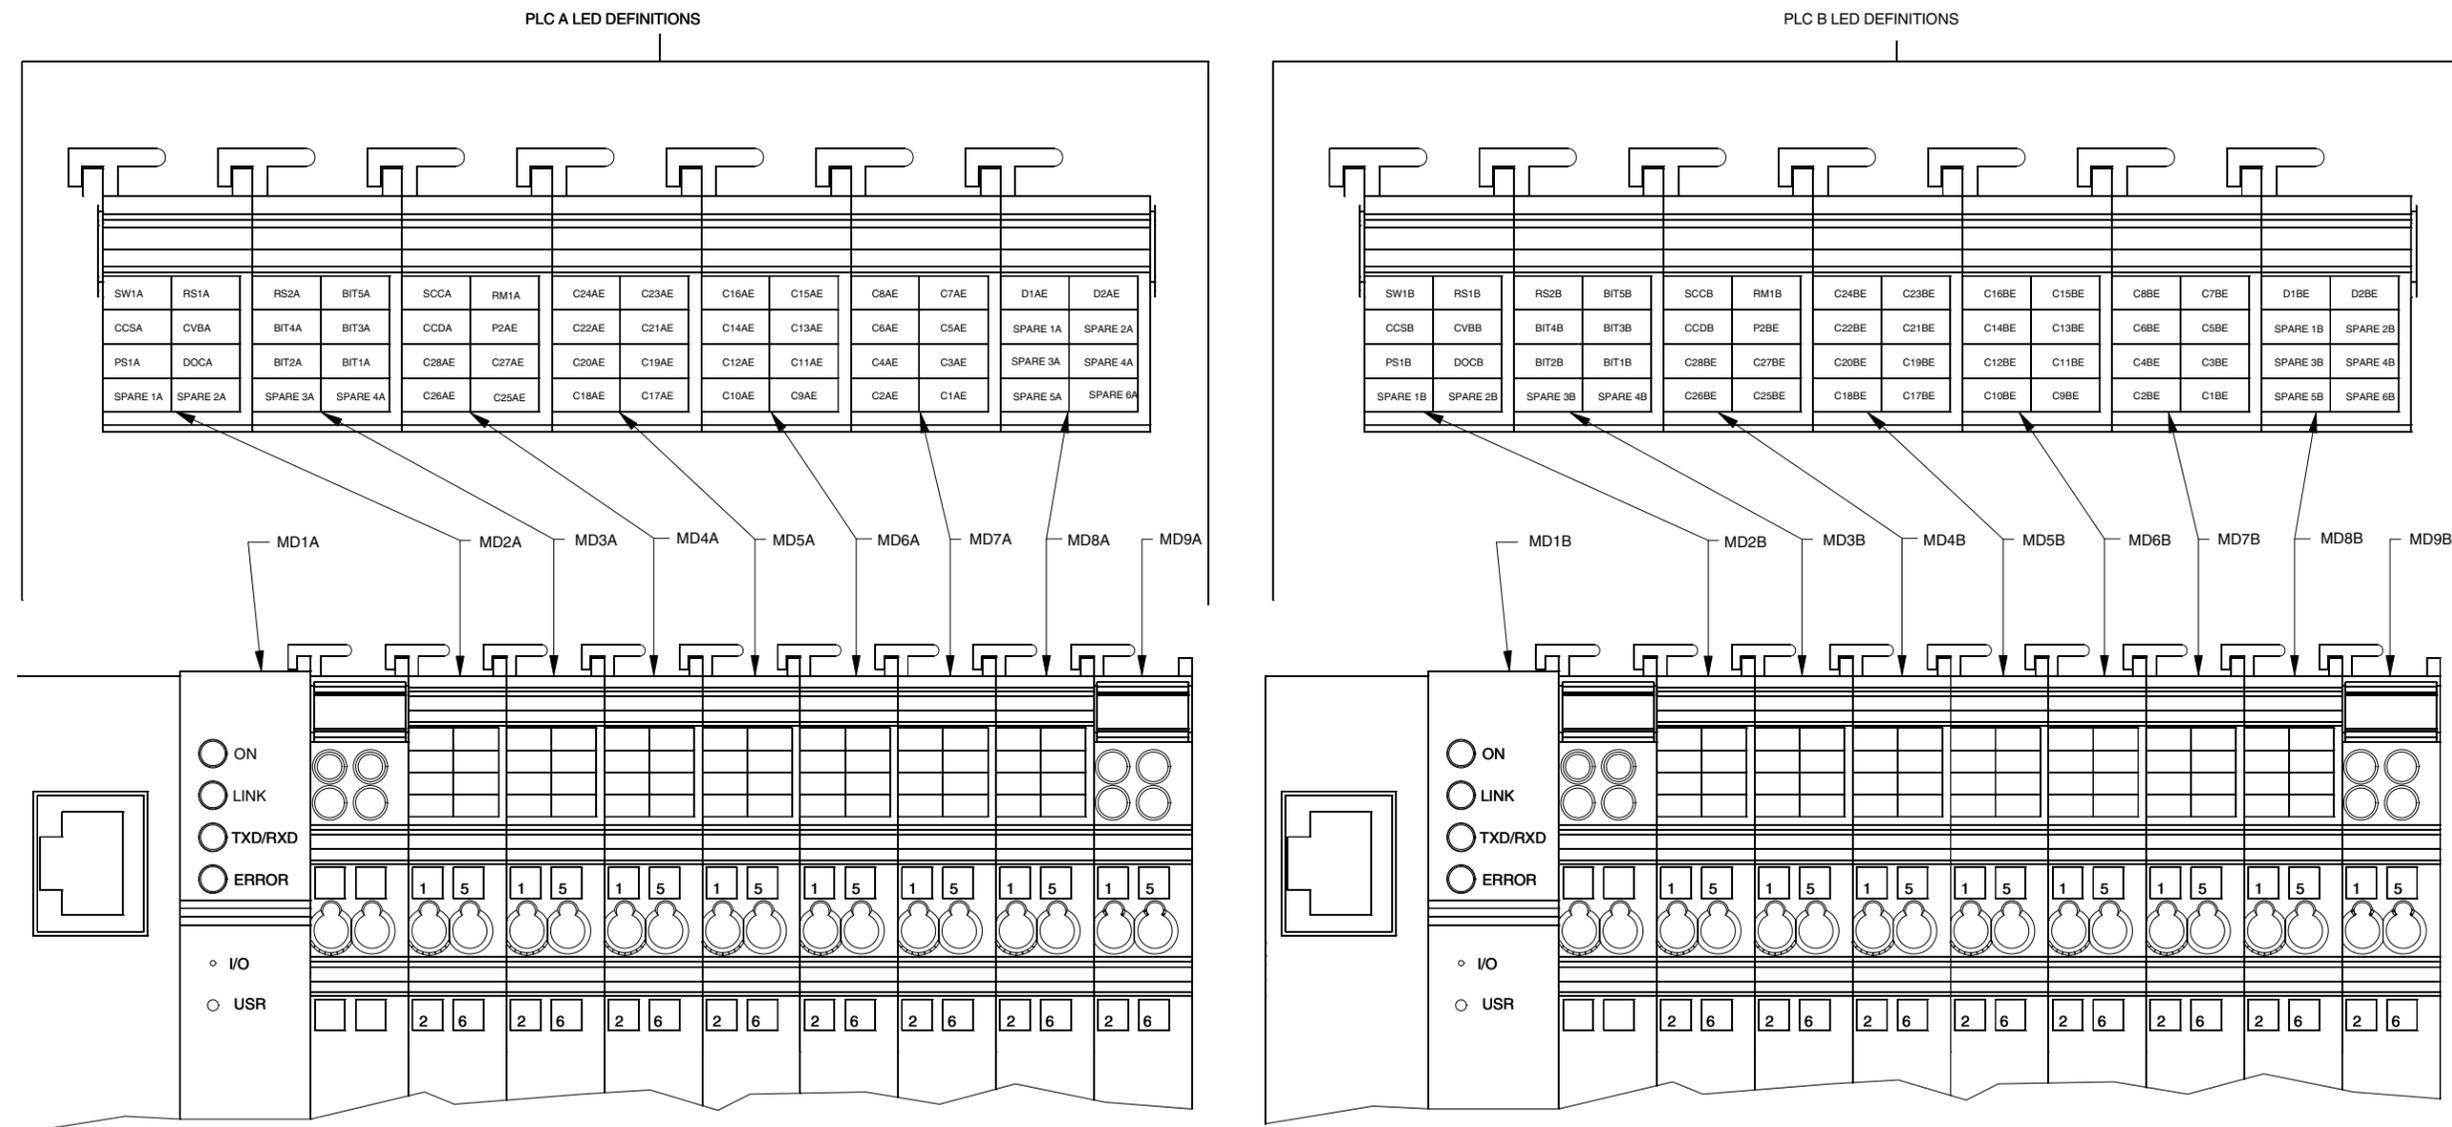 PLC A LED DEFINITIONS
SW1A RS1A RS2A BIT5A SCCA RM1A C24AE C23AE C16AE C15AE C8AE C7AE D1AE D2AE
CCSA CVBA BIT4A BIT3A CCDA P2AE C22AE C21AE C14AE C13AE C6AE C5AE SPARE 1A SPARE 2A
PS1A DOCA BIT2A BIT1A C28AE C27AE C20AE C19AE C12AE C11AE C4AE C3AE SPARE 3A SPARE 4A
SPARE 1A SPARE 2A SPARE 3A SPARE 4A C26AE C25AE C18AE C17AE C10AE C9AE C2AE C1AE SPARE 5A SPARE 6A
MD1A MD2A MD3A MD4A MD5A MD6A MD7A MD8A MD9A
ON
LINK
TXD/RXD
ERROR
1 5 1 5 1 5 1 5 1 5 1 5 1 5 1 5
I/O
USR
2 6 2 6 2 6 2 6 2 6 2 6 2 6 2 6
PLC B LED DEFINITIONS
SW1B RS1B RS2B BIT5B SCCB RM1B C24BE C23BE C16BE C15BE C8BE C7BE D1BE D2BE
CCSB CVBB BIT4B BIT3B CCDB P2BE C22BE C21BE C14BE C13BE C6BE C5BE SPARE 1B SPARE 2B
PS1B DOCB BIT2B BIT1B C28BE C27BE C20BE C19BE C12BE C11BE C4BE C3BE SPARE 3B SPARE 4B
SPARE 1B SPARE 2B SPARE 3B SPARE 4B C26BE C25BE C18BE C17BE C10BE C9BE C2BE C1BE SPARE 5B SPARE 6B
MD1B MD2B MD3B MD4B MD5B MD6B MD7B MD8B MD9B
ON
LINK
TXD/RXD
ERROR
1 5 1 5 1 5 1 5 1 5 1 5 1 5 1 5
I/O
USR
2 6 2 6 2 6 2 6 2 6 2 6 2 6 2 6